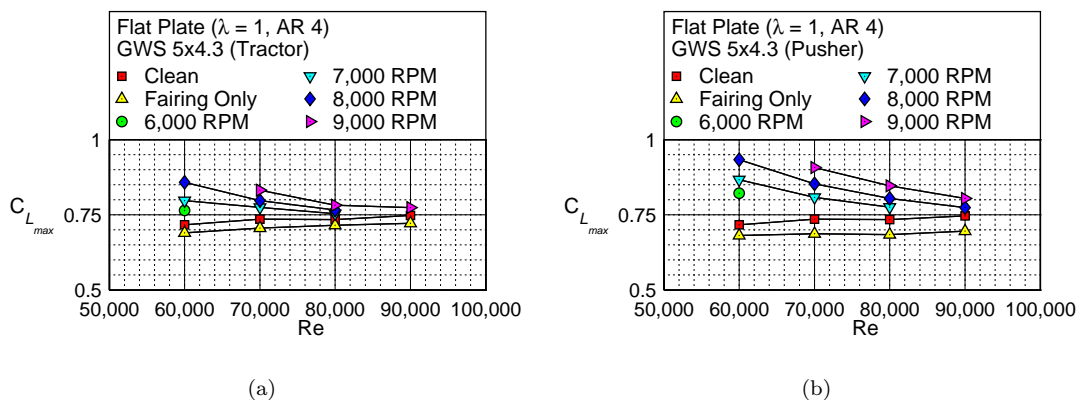 Flat Plate (λ = 1, AR 4)
GWS 5x4.3 (Tractor)
Clean
Fairing Only
6,000 RPM
7,000 RPM
8,000 RPM
9,000 RPM
1
0.75
0.5
C_{L_{max}}
50,000 60,000 70,000 80,000 90,000 100,000
Re
(a)
Flat Plate (λ = 1, AR 4)
GWS 5x4.3 (Pusher)
Clean
Fairing Only
6,000 RPM
7,000 RPM
8,000 RPM
9,000 RPM
1
0.75
0.5
C_{L_{max}}
50,000 60,000 70,000 80,000 90,000 100,000
Re
(b)